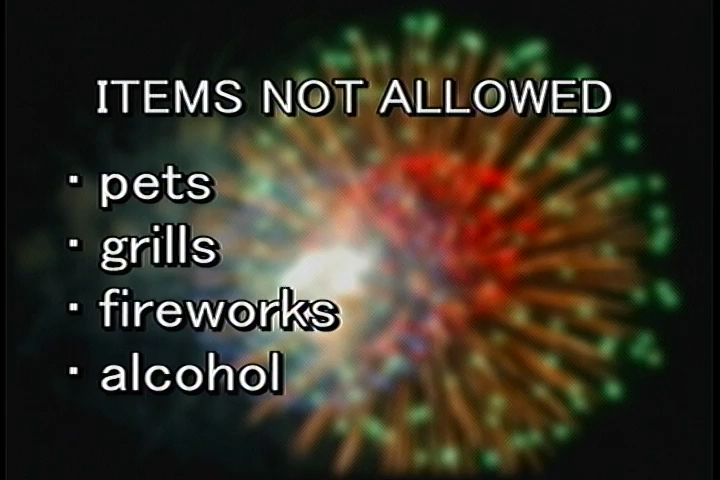 ITEMS NOT ALLOWED
· pets
· grills
· fireworks
· alcohol